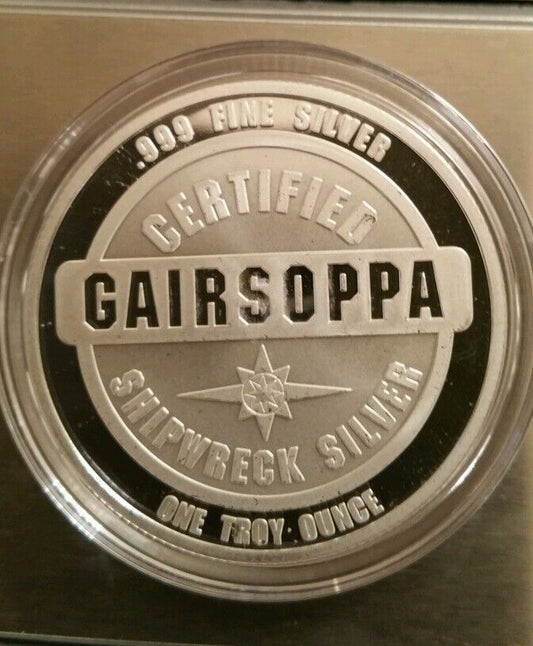 .999 FINE SILVER
CERTIFIED
GAIRSOPPA
SHIPWRECK SILVER
ONE TROY OUNCE